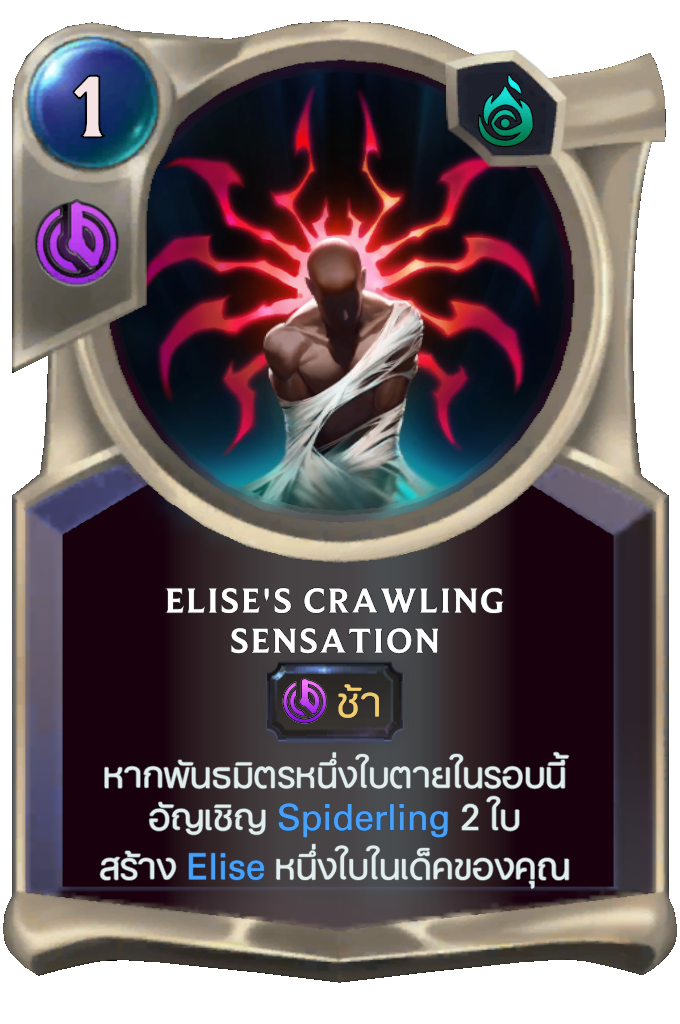 1
ELISE'S CRAWLING
SENSATION
ช้า
หากพันธมิตรหนึ่งใบตายในรอบนี้
อัญเชิญ Spiderling 2 ใบ
สร้าง Elise หนึ่งใบในเด็คของคุณ